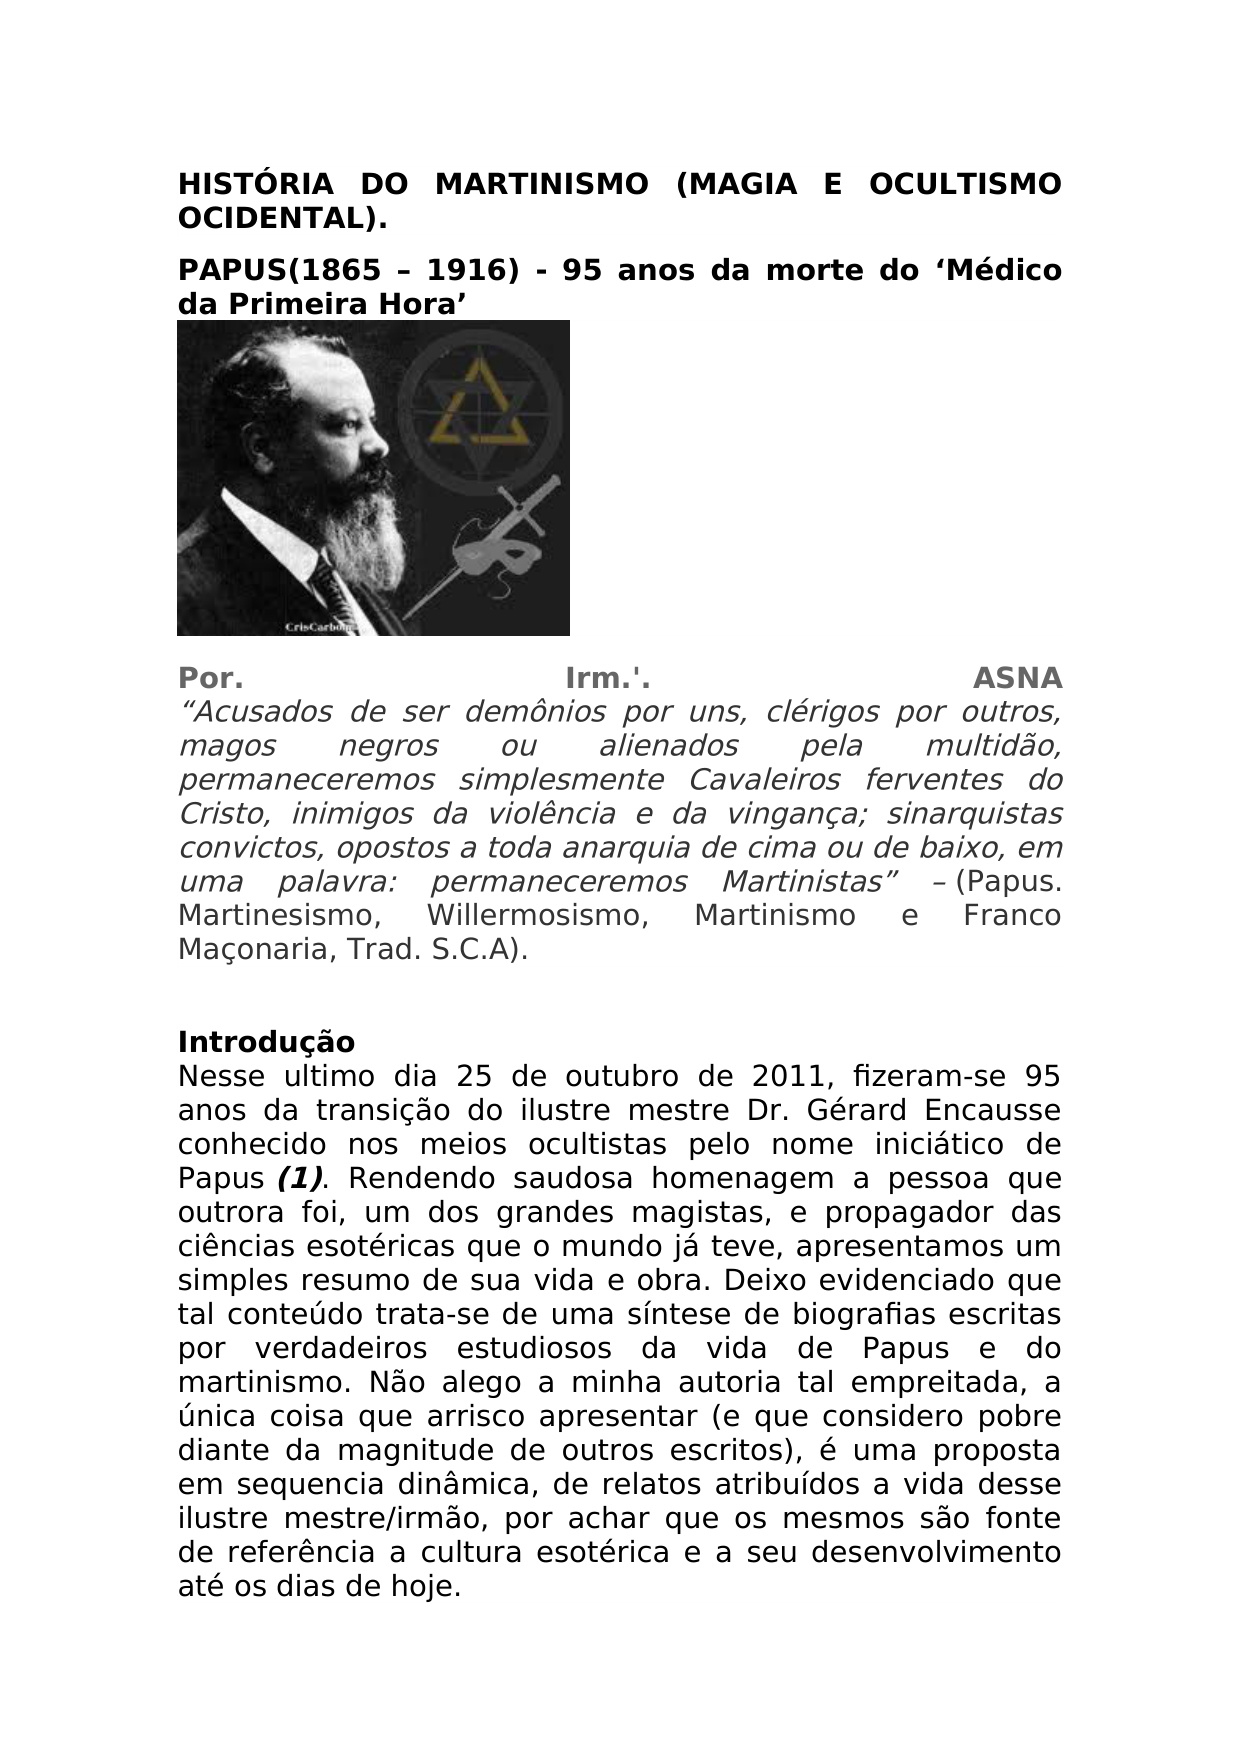 HISTÓRIA DO MARTINISMO (MAGIA E OCULTISMO
OCIDENTAL).
PAPUS(1865 – 1916) - 95 anos da morte do ‘Médico
da Primeira Hora’
Por. Irm.'. ASNA
“Acusados de ser demônios por uns, clérigos por outros,
magos negros ou alienados pela multidão,
permaneceremos simplesmente Cavaleiros ferventes do
Cristo, inimigos da violência e da vingança; sinarquistas
convictos, opostos a toda anarquia de cima ou de baixo, em
uma palavra: permaneceremos Martinistas” – (Papus.
Martinesismo, Willermosismo, Martinismo e Franco
Maçonaria, Trad. S.C.A).
Introdução
Nesse ultimo dia 25 de outubro de 2011, fizeram-se 95
anos da transição do ilustre mestre Dr. Gérard Encausse
conhecido nos meios ocultistas pelo nome iniciático de
Papus (1). Rendendo saudosa homenagem a pessoa que
outrora foi, um dos grandes magistas, e propagador das
ciências esotéricas que o mundo já teve, apresentamos um
simples resumo de sua vida e obra. Deixo evidenciado que
tal conteúdo trata-se de uma síntese de biografias escritas
por verdadeiros estudiosos da vida de Papus e do
martinismo. Não alego a minha autoria tal empreitada, a
única coisa que arrisco apresentar (e que considero pobre
diante da magnitude de outros escritos), é uma proposta
em sequencia dinâmica, de relatos atribuídos a vida desse
ilustre mestre/irmão, por achar que os mesmos são fonte
de referência a cultura esotérica e a seu desenvolvimento
até os dias de hoje.